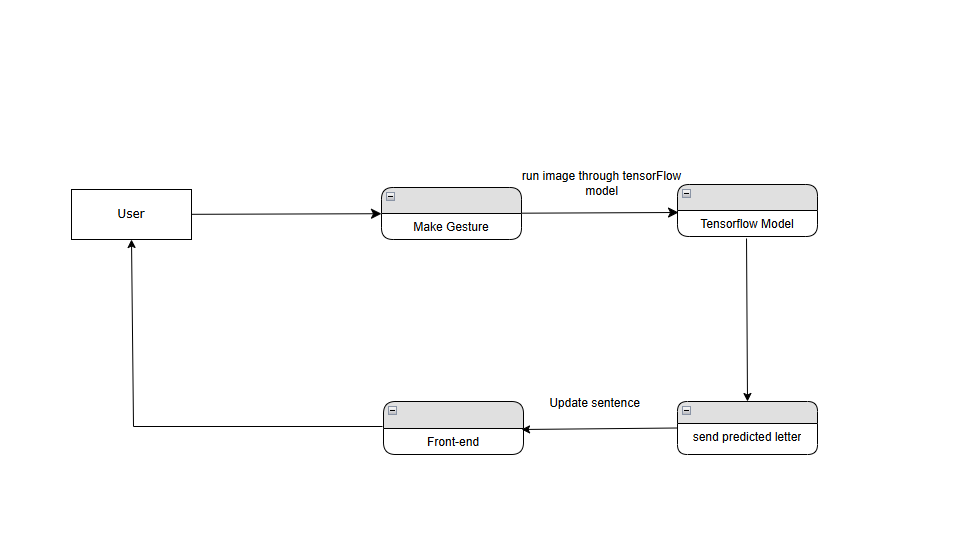 run image through tensorFlow
model
User
Make Gesture
Tensorflow Model
Update sentence
Front-end
send predicted letter